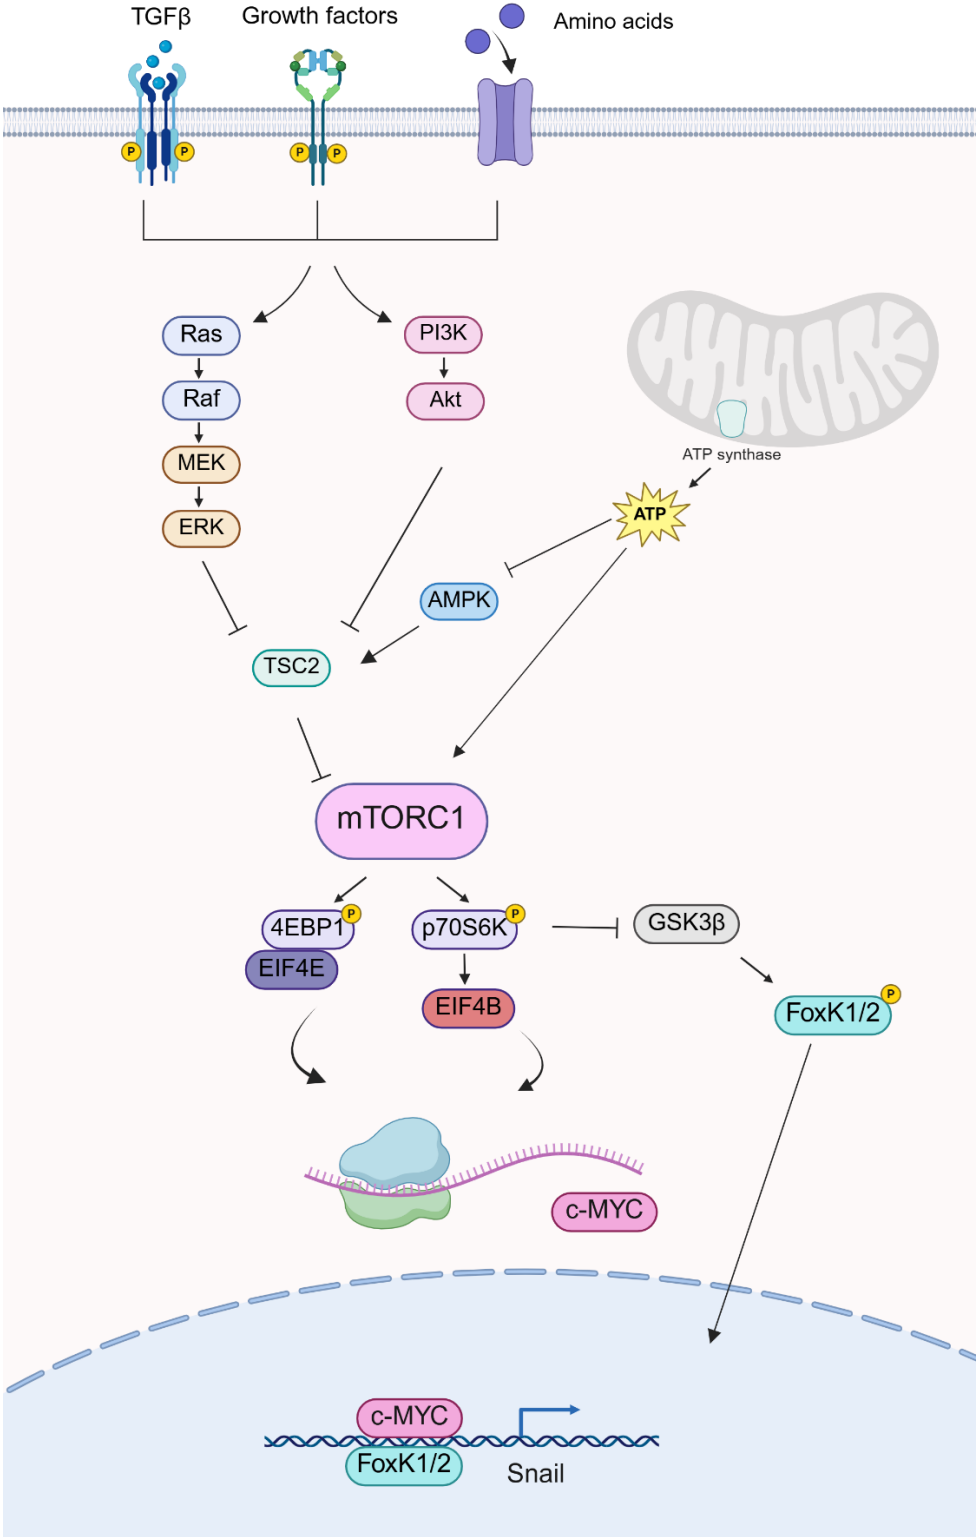 TGFβ
Growth factors
Amino acids
P
P
P
P
Ras
PI3K
Raf
Akt
MEK
ERK
ATP synthase
ATP
AMPK
TSC2
mTORC1
4EBP1
P
p70S6K
P
GSK3β
EIF4E
EIF4B
FoxK1/2
P
c-MYC
c-MYC
FoxK1/2
Snail